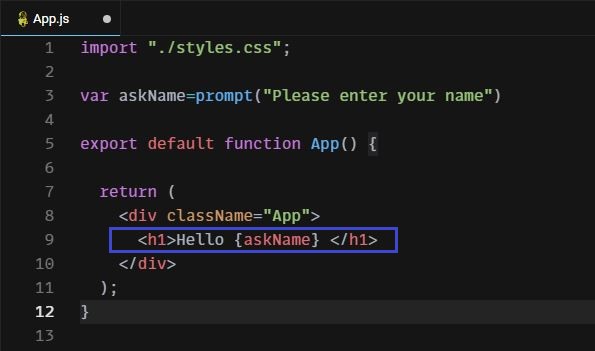 App.js
1 import "./styles.css";
2
3 var askName=prompt("Please enter your name")
4
5 export default function App() {
6
7   return (
8     <div className="App">
9       <h1>Hello {askName} </h1>
10     </div>
11   );
12 }
13